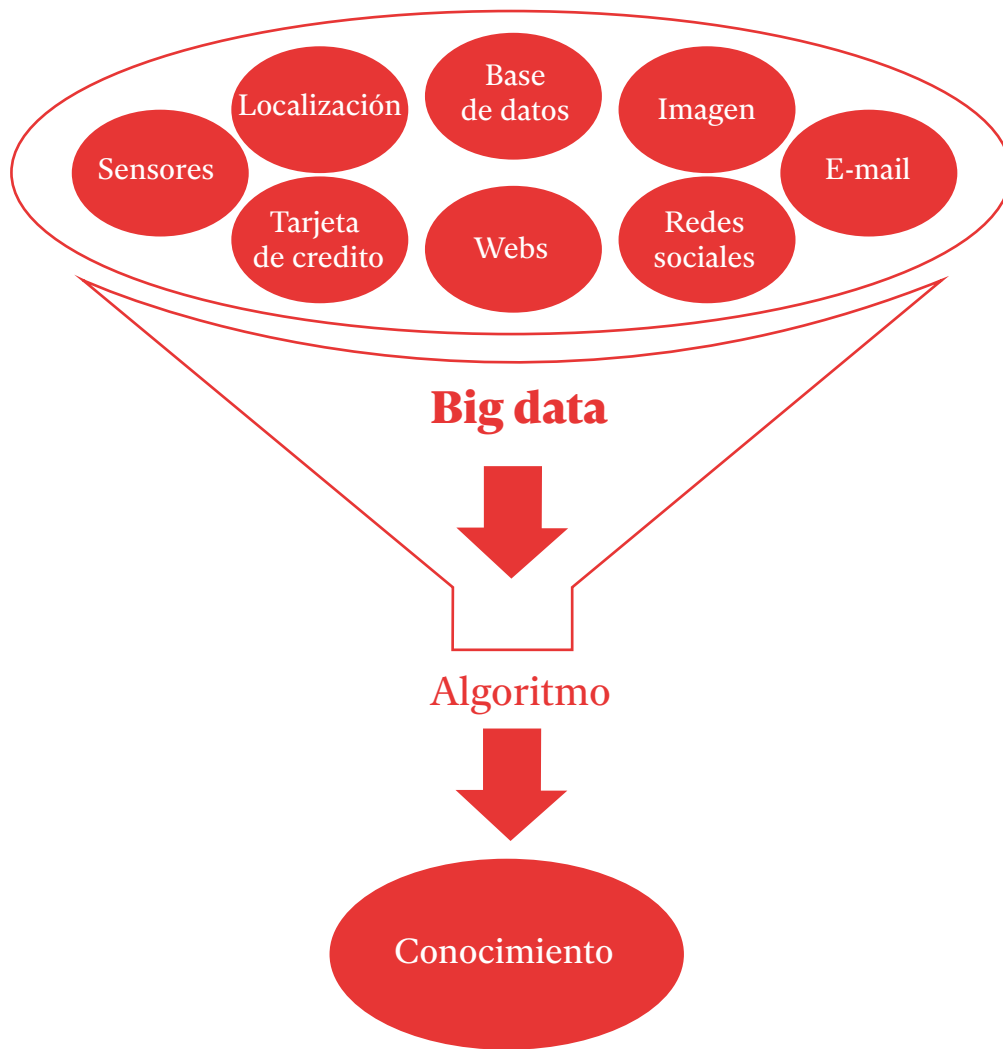 Base
de datos
Localización
Imagen
Sensores
E-mail
Tarjeta
de credito
Webs
Redes
sociales
Big data
Algoritmo
Conocimiento